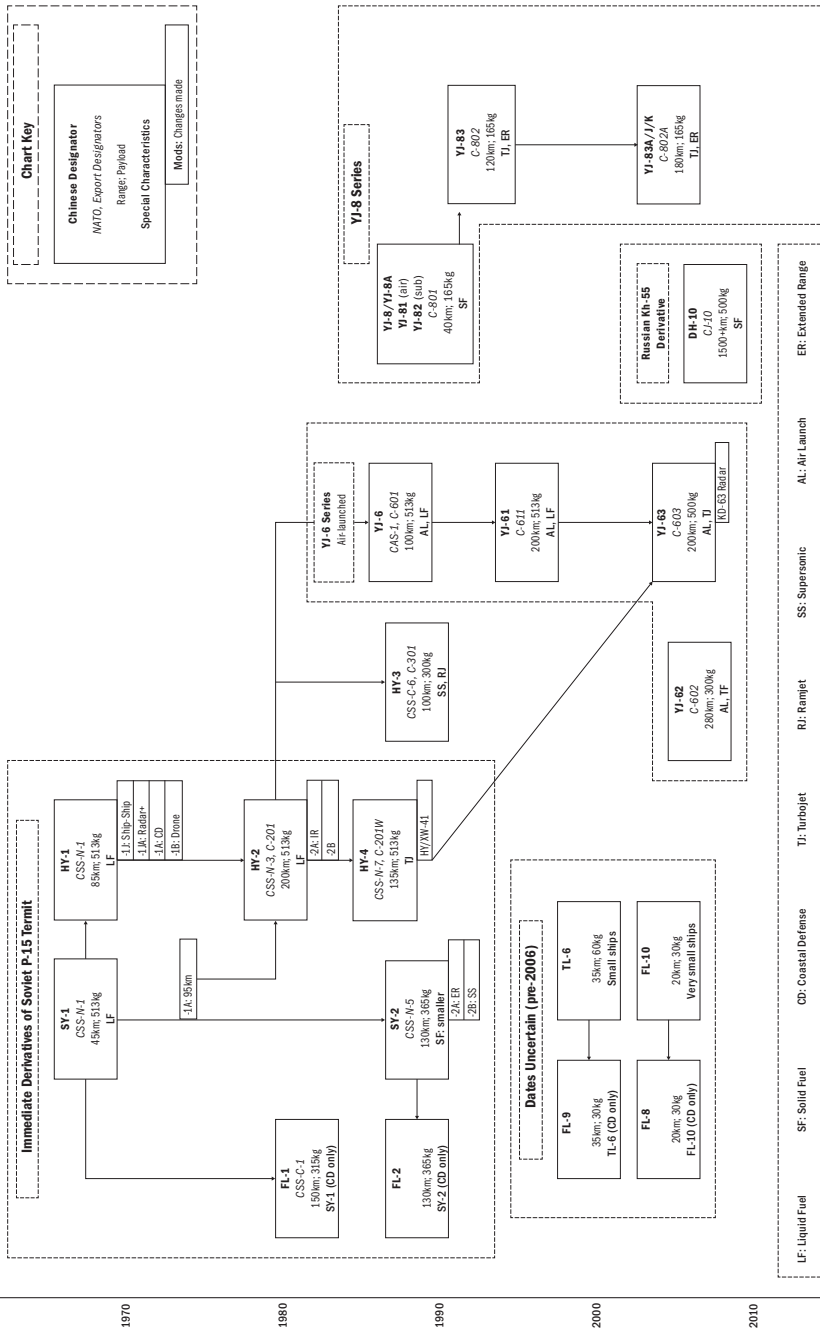 Chart Key
Chinese Designator
NATO, Export Designators
Range; Payload
Special Characteristics
Mods: Changes made
Immediate Derivatives of Soviet P-15 Termit
SY-1
CSS-N-1
45km; 513kg
LF
HY-1
CSS-N-1
85km; 513kg
LF
-1J: Ship-Ship
-1JA: Radar+
-1A: CD
-1B: Drone
-1A: 95km
FL-1
CSS-C-1
150km; 315kg
SY-1 (CD only)
HY-2
CSS-N-3, C-201
200km; 513kg
LF
-2A: IR
-2B
FL-2
130km; 365kg
SY-2 (CD only)
SY-2
CSS-N-5
130km; 365kg
SF: smaller
-2A: ER
-2B: SS
HY-4
CSS-N-7, C-201W
135km; 513kg
TJ
HY/XW-41
HY-3
CSS-C-6, C-301
100km; 300kg
SS, RJ
YJ-6 Series
Air-launched
YJ-6
CAS-1, C-601
100km; 513kg
AL, LF
YJ-61
C-611
200km; 513kg
AL, LF
YJ-63
C-603
200km; 500kg
AL, TJ
KD-63 Radar
YJ-62
C-602
280km; 300kg
AL, TF
YJ-8 Series
YJ-8/YJ-8A
YJ-81 (air)
YJ-82 (sub)
C-801
40km; 165kg
SF
YJ-83
C-802
120km; 165kg
TJ, ER
YJ-83A/J/K
C-802A
180km; 165kg
TJ, ER
Russian Kh-55
Derivative
DH-10
CJ-10
1500+km; 500kg
SF
Dates Uncertain (pre-2006)
FL-9
35km; 30kg
TL-6 (CD only)
TL-6
35km; 60kg
Small ships
FL-8
20km; 30kg
FL-10 (CD only)
FL-10
20km; 30kg
Very small ships
1970
1980
1990
2000
2010
LF: Liquid Fuel
SF: Solid Fuel
CD: Coastal Defense
TJ: Turbojet
RJ: Ramjet
SS: Supersonic
AL: Air Launch
ER: Extended Range